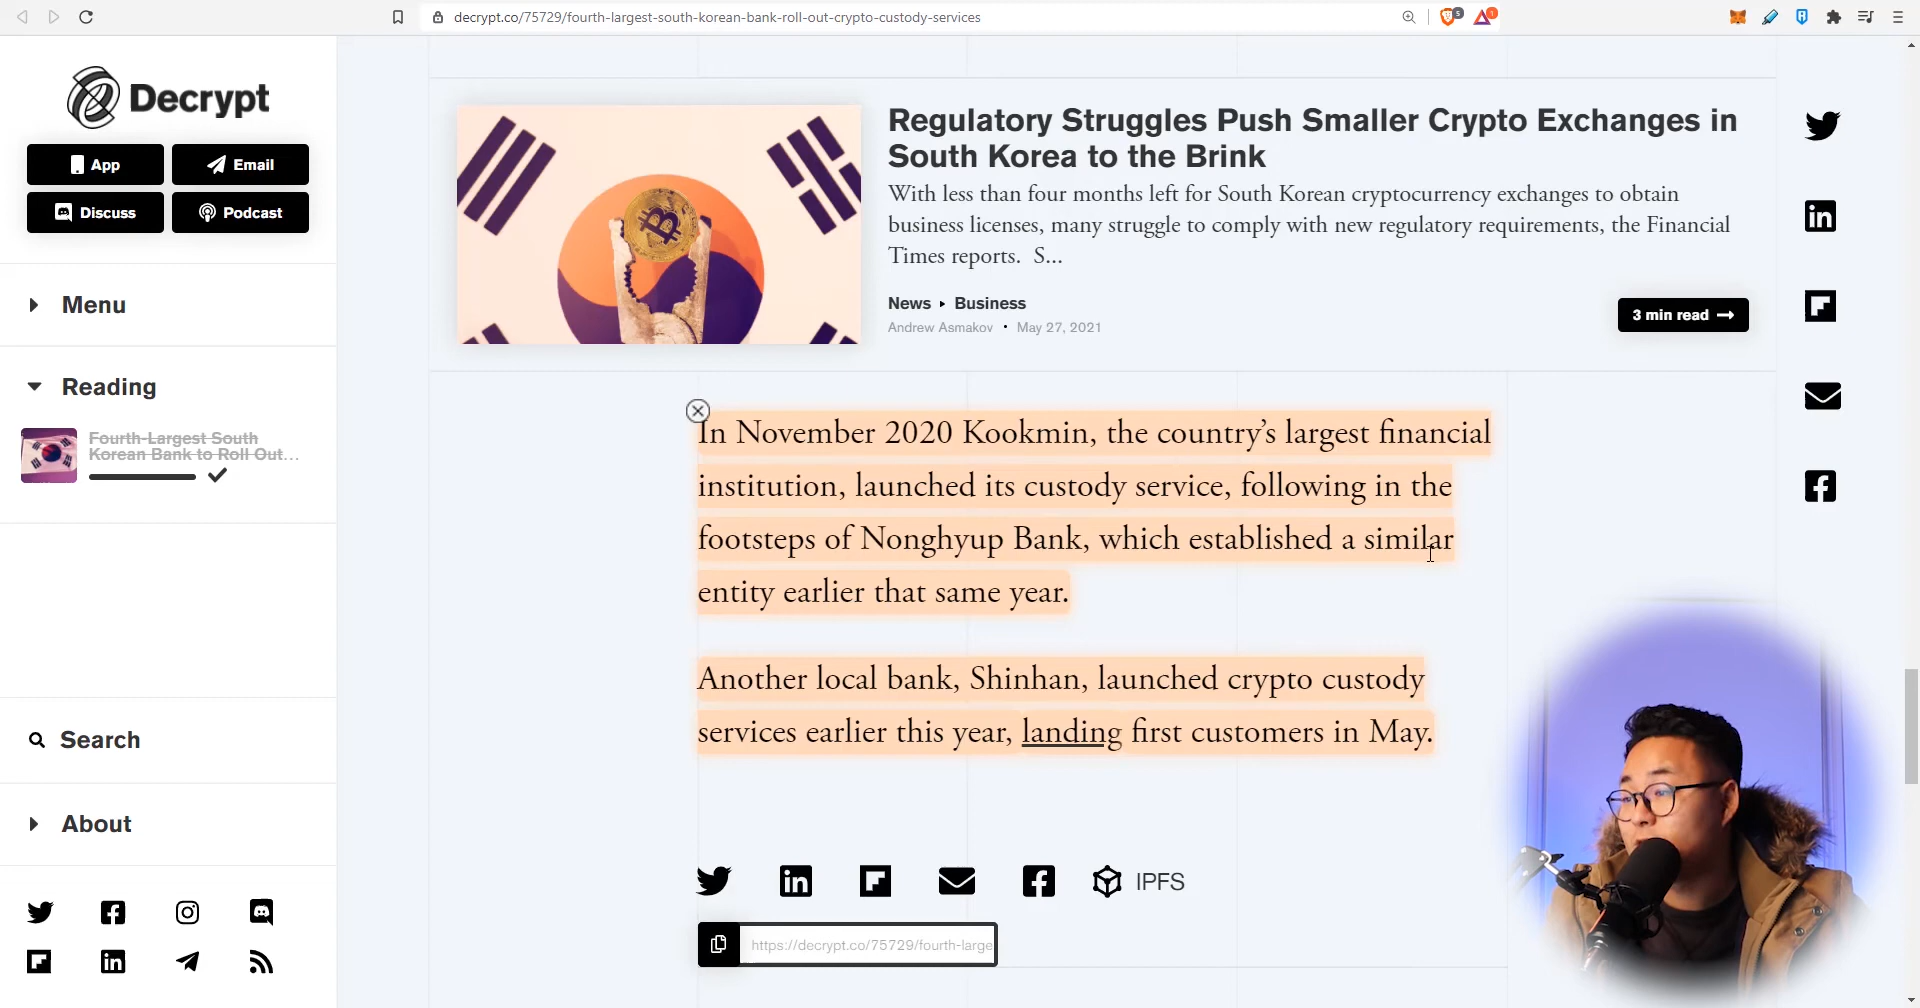 decrypt.co/75729/fourth-largest-south-korean-bank-roll-out-crypto-custody-services
5
1
Decrypt
App
Email
Discuss
Podcast
Menu
Reading
Fourth-Largest South
Korean Bank to Roll Out...
Search
About
Regulatory Struggles Push Smaller Crypto Exchanges in
South Korea to the Brink
With less than four months left for South Korean cryptocurrency exchanges to obtain
business licenses, many struggle to comply with new regulatory requirements, the Financial
Times reports.  S...
News ▸ Business
Andrew Asmakov • May 27, 2021
3 min read →
In November 2020 Kookmin, the country’s largest financial
institution, launched its custody service, following in the
footsteps of Nonghyup Bank, which established a similar
entity earlier that same year.
Another local bank, Shinhan, launched crypto custody
services earlier this year, landing first customers in May.
IPFS
https://decrypt.co/75729/fourth-large